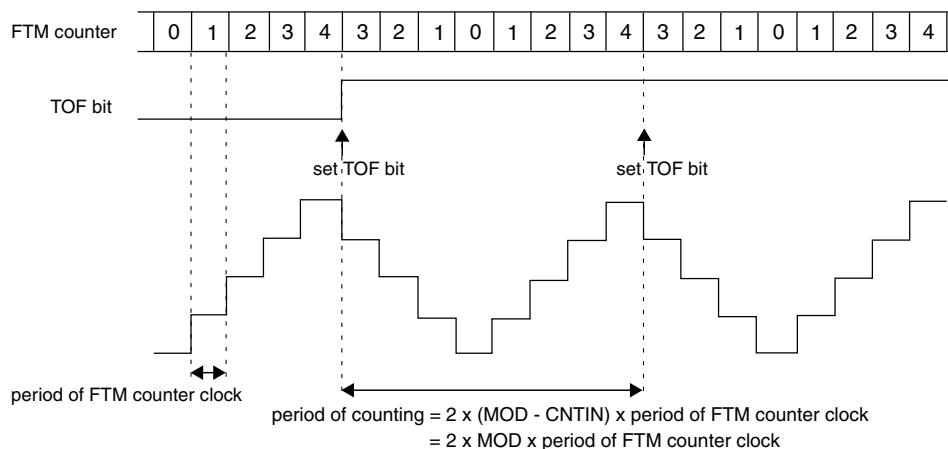 FTM counter 0 1 2 3 4 3 2 1 0 1 2 3 4 3 2 1 0 1 2 3 4
TOF bit
set TOF bit set TOF bit
period of FTM counter clock
period of counting = 2 x (MOD - CNTIN) x period of FTM counter clock
= 2 x MOD x period of FTM counter clock